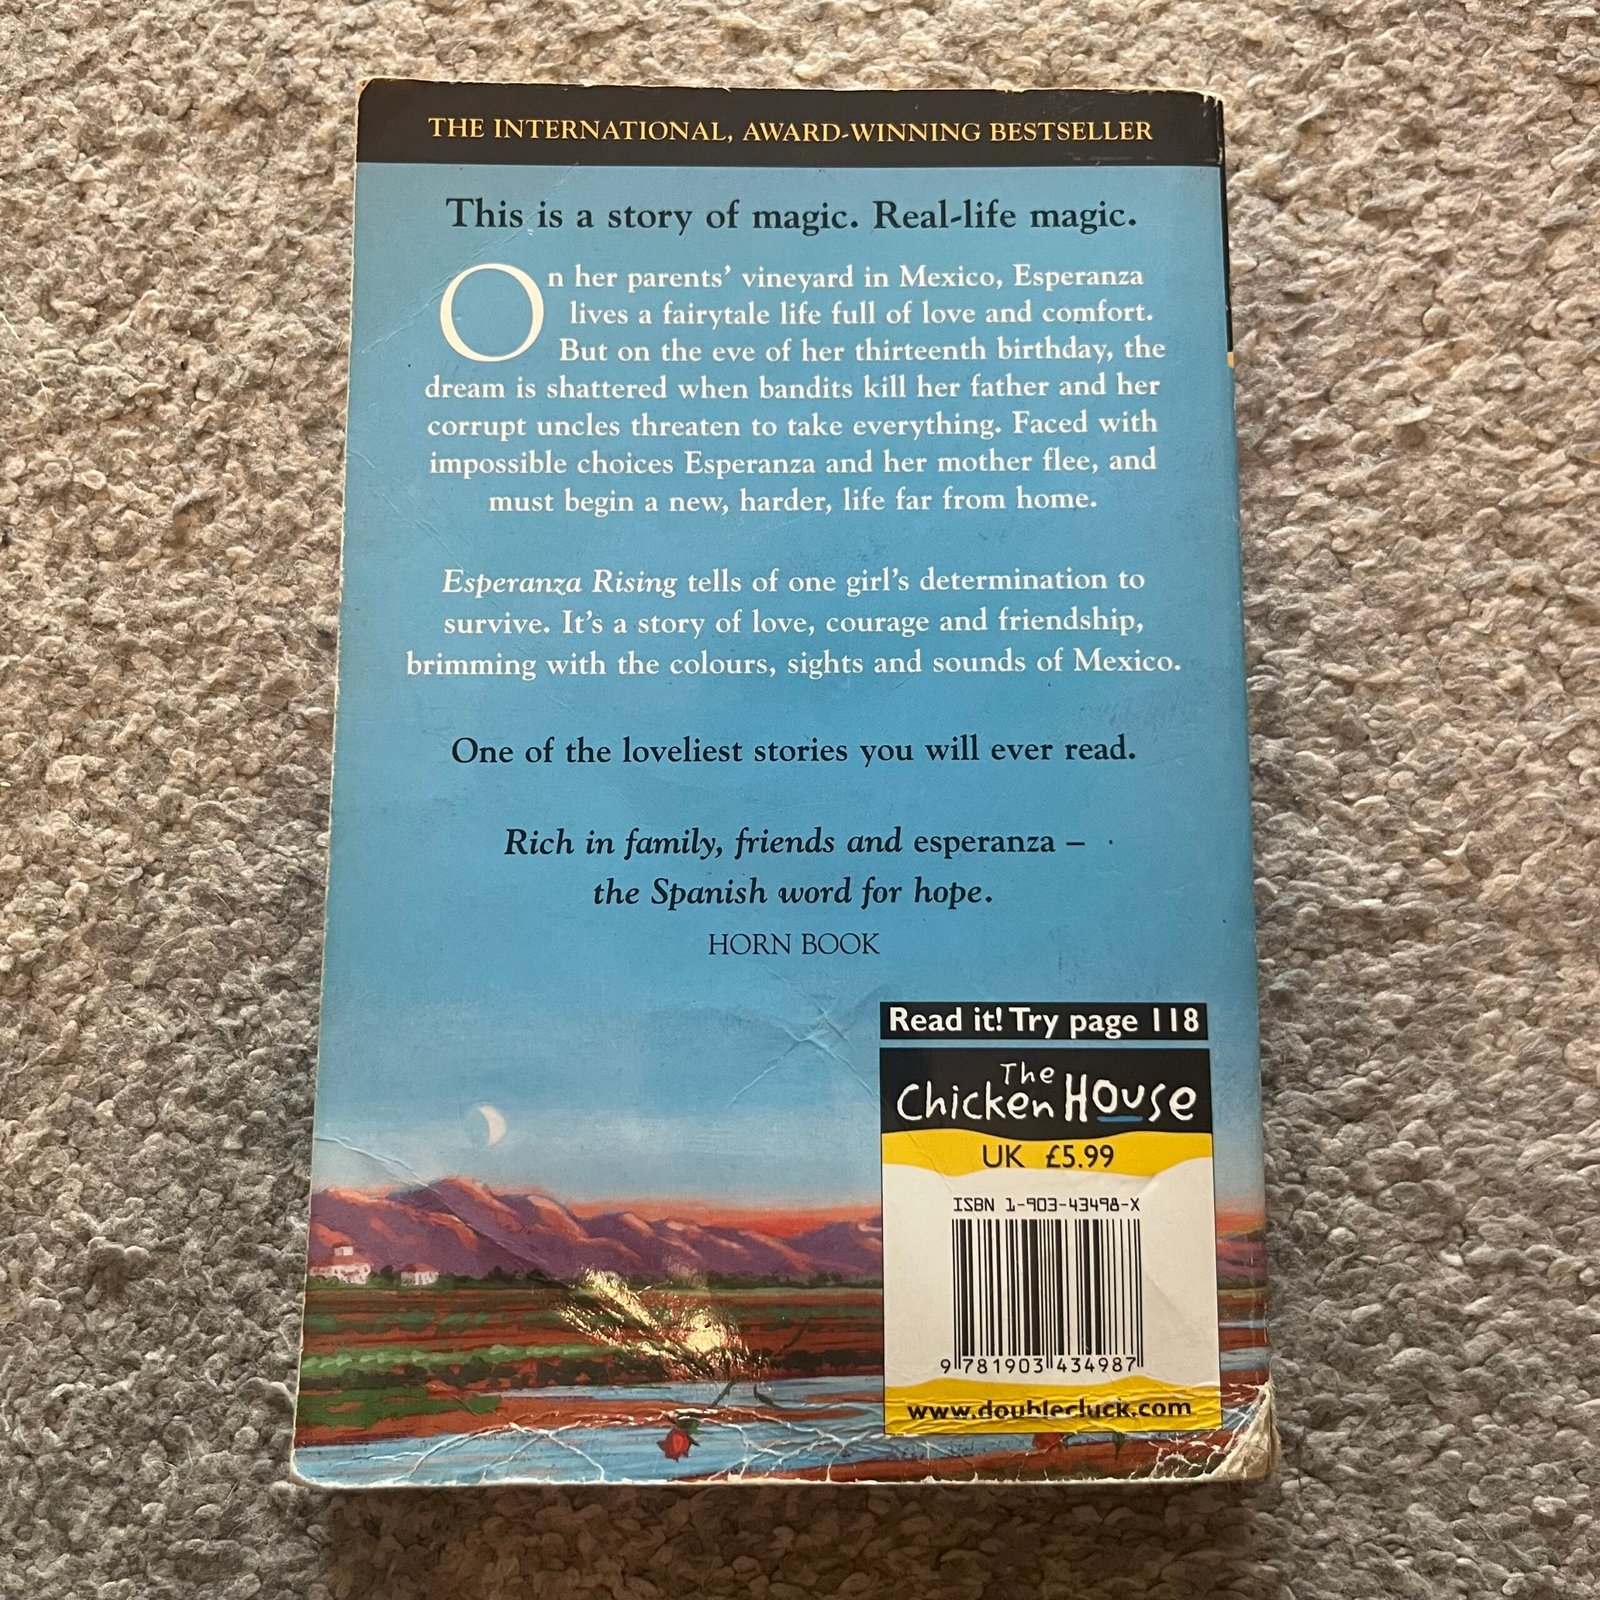 THE INTERNATIONAL, AWARD-WINNING BESTSELLER
This is a story of magic. Real-life magic.
On her parents' vineyard in Mexico, Esperanza
lives a fairytale life full of love and comfort.
But on the eve of her thirteenth birthday, the
dream is shattered when bandits kill her father and her
corrupt uncles threaten to take everything. Faced with
impossible choices Esperanza and her mother flee, and
must begin a new, harder, life far from home.
Esperanza Rising tells of one girl's determination to
survive. It's a story of love, courage and friendship,
brimming with the colours, sights and sounds of Mexico.
One of the loveliest stories you will ever read.
Rich in family, friends and esperanza –
the Spanish word for hope.
HORN BOOK
Read it! Try page 118
The
Chicken House
UK £5.99
ISBN 1-903-43498-X
9 781903 434987
www.doublecluck.com